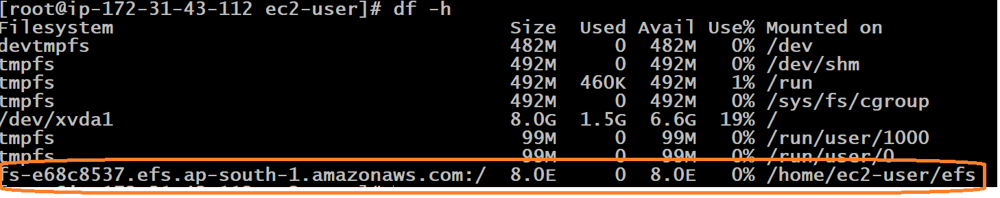 [root@ip-172-31-43-112 ec2-user]# df -h
Filesystem Size Used Avail Use% Mounted on
devtmpfs 482M 0 482M 0% /dev
tmpfs 492M 0 492M 0% /dev/shm
tmpfs 492M 460K 492M 1% /run
tmpfs 492M 0 492M 0% /sys/fs/cgroup
/dev/xvda1 8.0G 1.5G 6.6G 19% /
tmpfs 99M 0 99M 0% /run/user/1000
tmpfs 99M 0 99M 0% /run/user/0
fs-e68c8537.efs.ap-south-1.amazonaws.com:/ 8.0E 0 8.0E 0% /home/ec2-user/efs